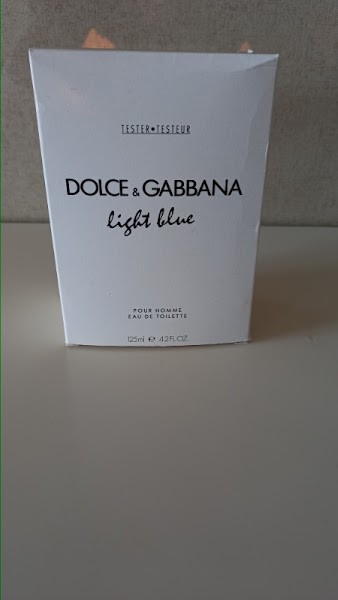 TESTER•TESTEUR
DOLCE & GABBANA
light blue
POUR HOMME
EAU DE TOILETTE
125ml ℮ 4.2FL.OZ.